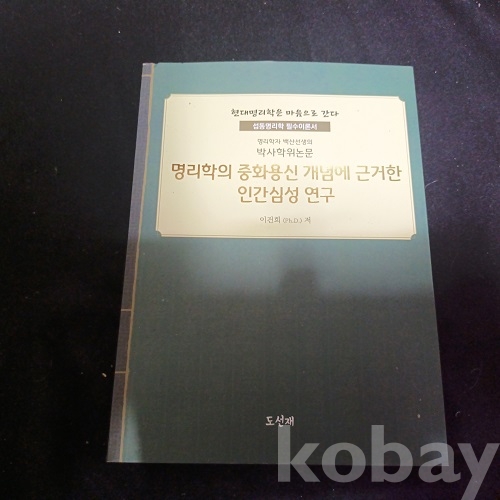 현대명리학은 마음으로 간다
심동명리학 필수이론서
명리학자 백산선생의
박사학위논문
명리학의 중화용신 개념에 근거한
인간심성 연구
이건희 (Ph.D.) 저
도선재
kobay